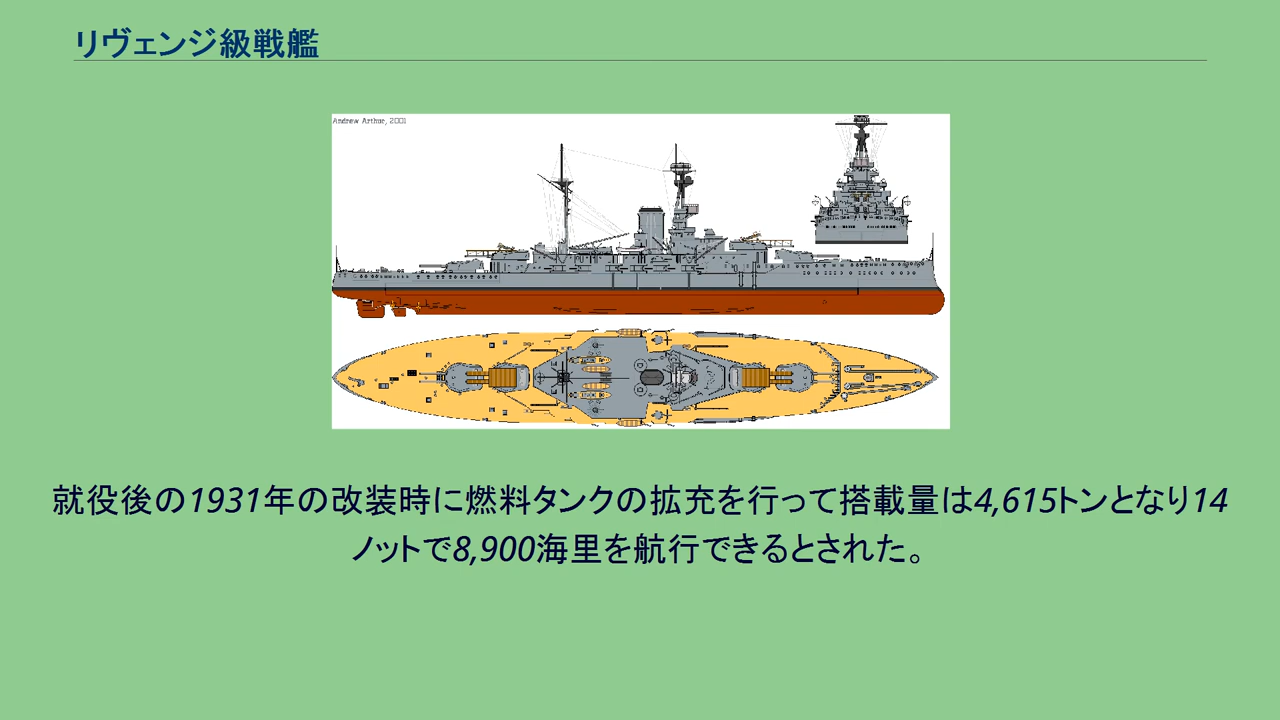 リヴェンジ級戦艦
Andrew Arthur, 2001
就役後の1931年の改装時に燃料タンクの拡充を行って搭載量は4,615トンとなり14
ノットで8,900海里を航行できるとされた。